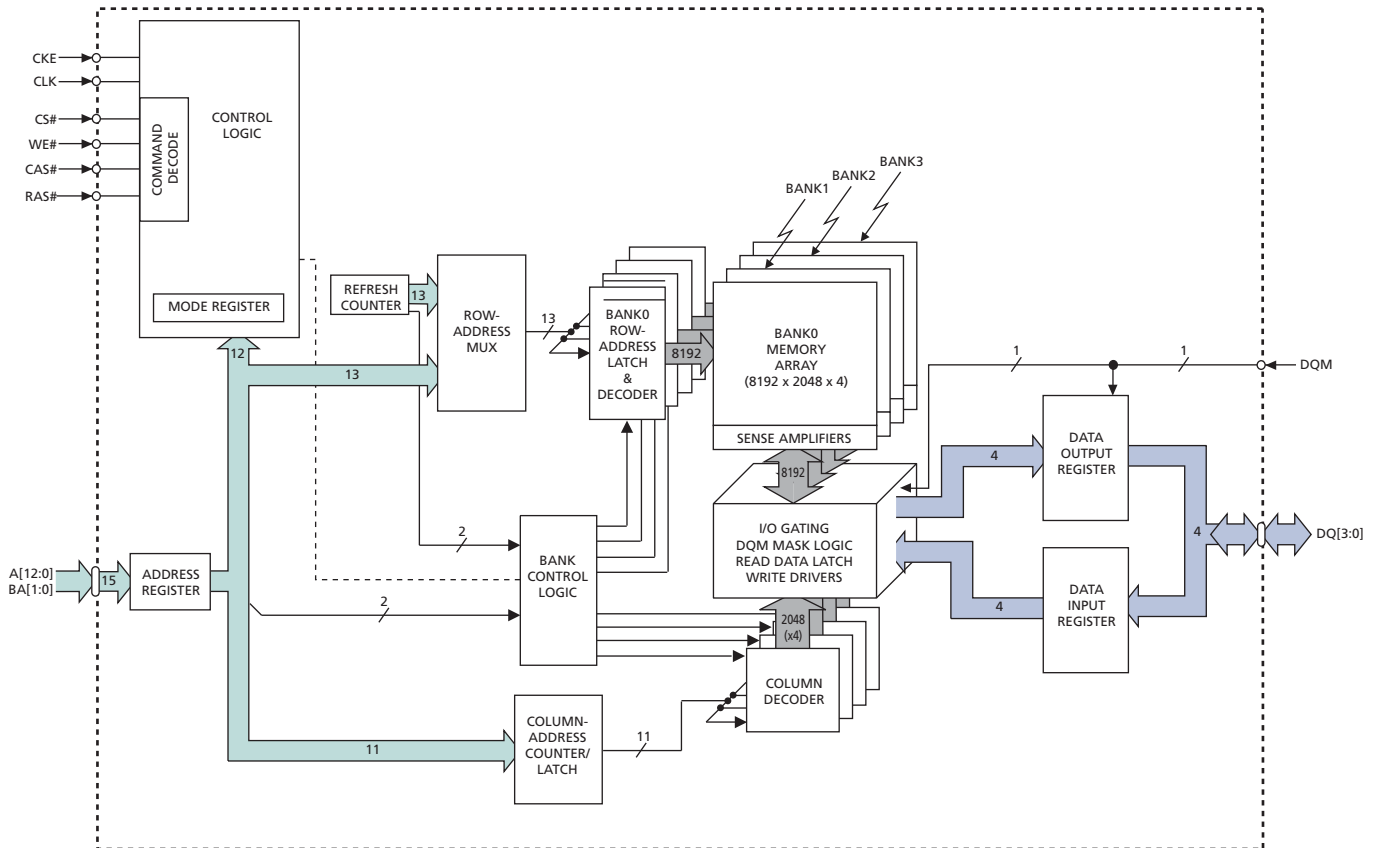 CKE
CLK
CS#
WE#
CAS#
RAS#
COMMAND
DECODE
CONTROL
LOGIC
MODE REGISTER
12
REFRESH
COUNTER
13
13
ROW-
ADDRESS
MUX
13
BANK0
ROW-
ADDRESS
LATCH
&
DECODER
8192
BANK1
BANK2
BANK3
BANK0
MEMORY
ARRAY
(8192 x 2048 x 4)
SENSE AMPLIFIERS
8192
I/O GATING
DQM MASK LOGIC
READ DATA LATCH
WRITE DRIVERS
2048
(x4)
COLUMN
DECODER
1
1
DQM
4
DATA
OUTPUT
REGISTER
4
DQ[3:0]
4
DATA
INPUT
REGISTER
A[12:0]
BA[1:0]
15
ADDRESS
REGISTER
2
2
BANK
CONTROL
LOGIC
11
COLUMN-
ADDRESS
COUNTER/
LATCH
11